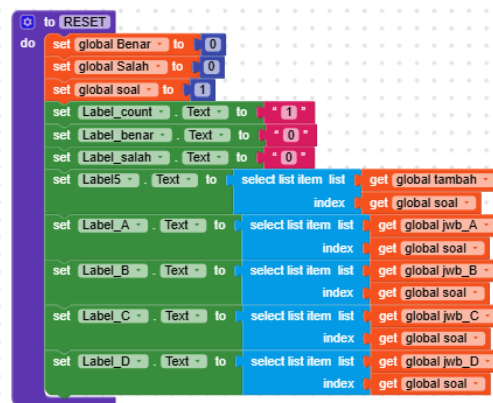 to RESET
do set global Benar to 0
set global Salah to 0
set global soal to 1
set Label_count . Text to " 1 "
set Label_benar . Text to " 0 "
set Label_salah . Text to " 0 "
set Label5 . Text to select list item list get global tambah
index get global soal
set Label_A . Text to select list item list get global jwb_A
index get global soal
set Label_B . Text to select list item list get global jwb_B
index get global soal
set Label_C . Text to select list item list get global jwb_C
index get global soal
set Label_D . Text to select list item list get global jwb_D
index get global soal